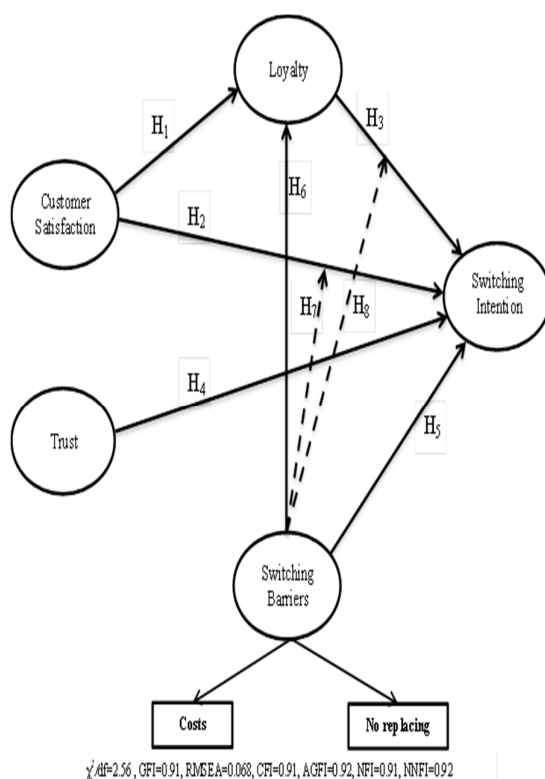 Loyalty
H₁
H₃
Customer
Satisfaction
H₆
H₂
Switching
Intention
H₇
H₈
H₄
Trust
H₅
Switching
Barriers
Costs
No replacing
χ²/df=2.56 , GFI=0.91, RMSEA=0.068, CFI=0.91, AGFI=0.92, NFI=0.91, NNFI=0.92